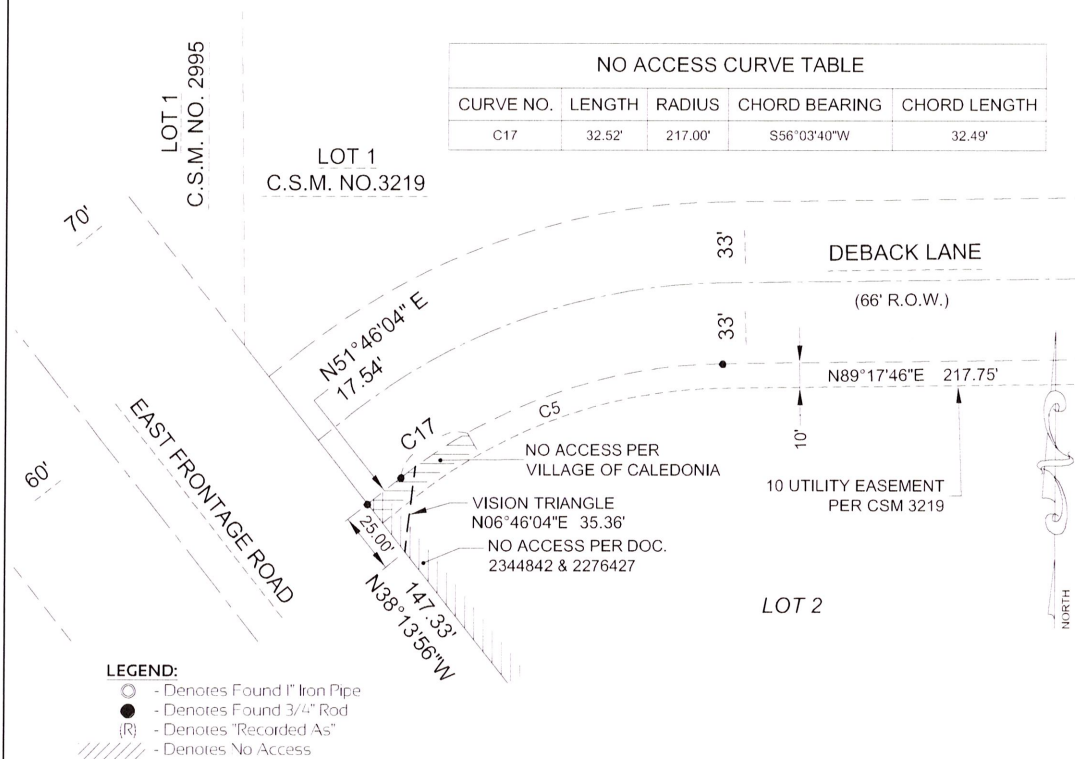 NO ACCESS CURVE TABLE
CURVE NO. LENGTH RADIUS CHORD BEARING CHORD LENGTH
C17 32.52' 217.00' S56°03'40"W 32.49'
LOT 1
C.S.M. NO. 2995
LOT 1
C.S.M. NO.3219
70'
33'
DEBACK LANE
(66' R.O.W.)
33'
N51°46'04" E
17.54'
N89°17'46"E 217.75'
C5
C17
10'
EAST FRONTAGE ROAD
60'
NO ACCESS PER
VILLAGE OF CALEDONIA
10 UTILITY EASEMENT
PER CSM 3219
VISION TRIANGLE
N06°46'04"E 35.36'
25.00'
NO ACCESS PER DOC.
2344842 & 2276427
147.33'
N38°13'56"W
LOT 2
NORTH
LEGEND:
- Denotes Found 1" Iron Pipe
- Denotes Found 3/4" Rod
(R) - Denotes "Recorded As"
- Denotes No Access